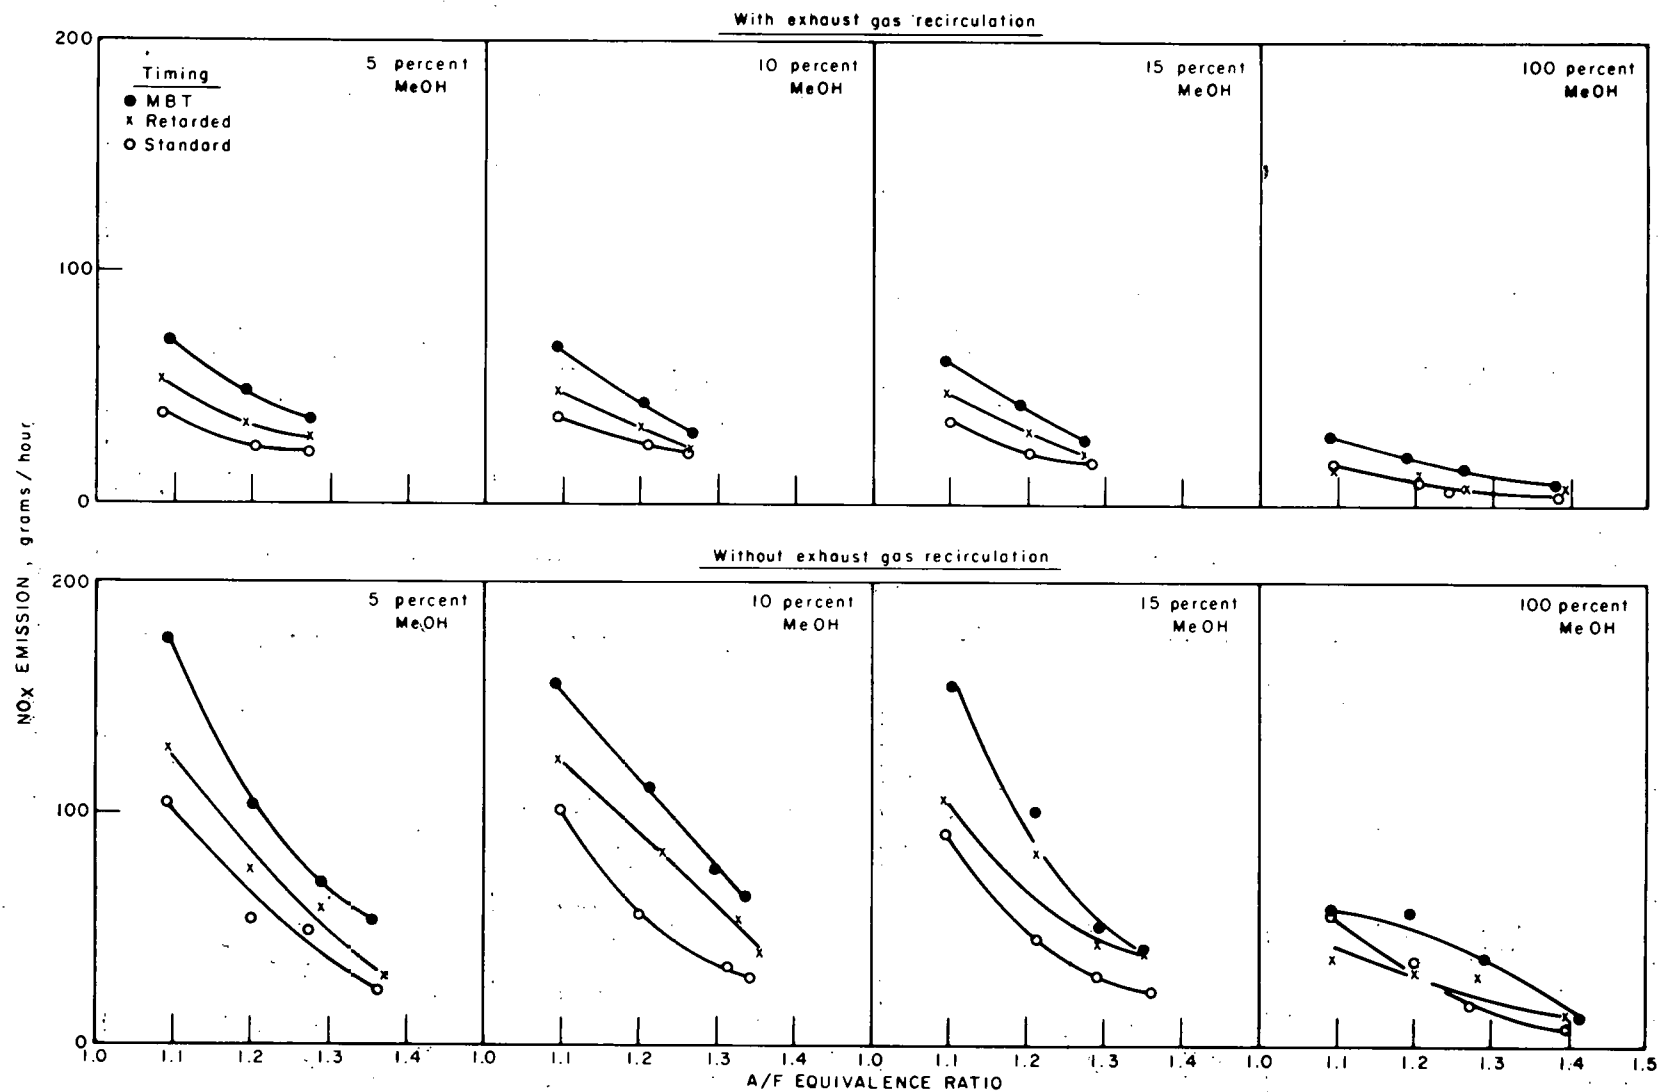 With exhaust gas recirculation
200
Timing
● MBT
x Retarded
o Standard
5 percent
MeOH
10 percent
MeOH
15 percent
MeOH
100 percent
MeOH
100
0
NOx EMISSION, grams/hour
Without exhaust gas recirculation
200
5 percent
MeOH
10 percent
MeOH
15 percent
MeOH
100 percent
MeOH
100
0
1.0 1.1 1.2 1.3 1.4 1.0 1.1 1.2 1.3 1.4 1.0 1.1 1.2 1.3 1.0 1.1 1.2 1.3 1.4 1.5
A/F EQUIVALENCE RATIO